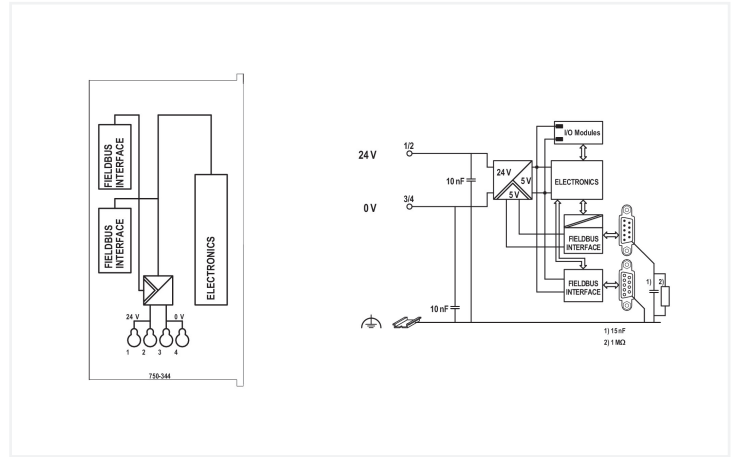 FIELDBUS
INTERFACE
FIELDBUS
INTERFACE
ELECTRONICS
24 V
0 V
1
2
3
4
750-344
24 V
1/2
0 V
3/4
10 nF
10 nF
24 V
5 V
5 V
I/O Modules
ELECTRONICS
FIELDBUS
INTERFACE
FIELDBUS
INTERFACE
1)
2)
1) 15 nF
2) 1 MΩ